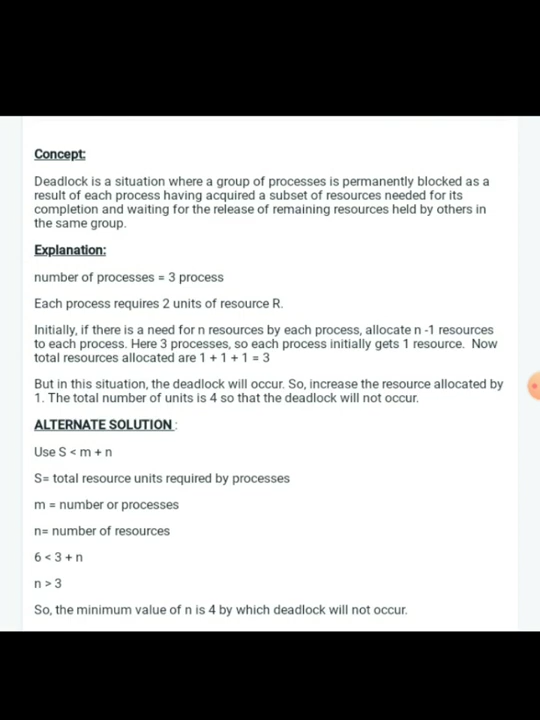 Concept:
Deadlock is a situation where a group of processes is permanently blocked as a
result of each process having acquired a subset of resources needed for its
completion and waiting for the release of remaining resources held by others in
the same group.
Explanation:
number of processes = 3 process
Each process requires 2 units of resource R.
Initially, if there is a need for n resources by each process, allocate n -1 resources
to each process. Here 3 processes, so each process initially gets 1 resource. Now
total resources allocated are 1 + 1 + 1 = 3
But in this situation, the deadlock will occur. So, increase the resource allocated by
1. The total number of units is 4 so that the deadlock will not occur.
ALTERNATE SOLUTION :
Use S < m + n
S= total resource units required by processes
m = number or processes
n= number of resources
6 < 3 + n
n > 3
So, the minimum value of n is 4 by which deadlock will not occur.